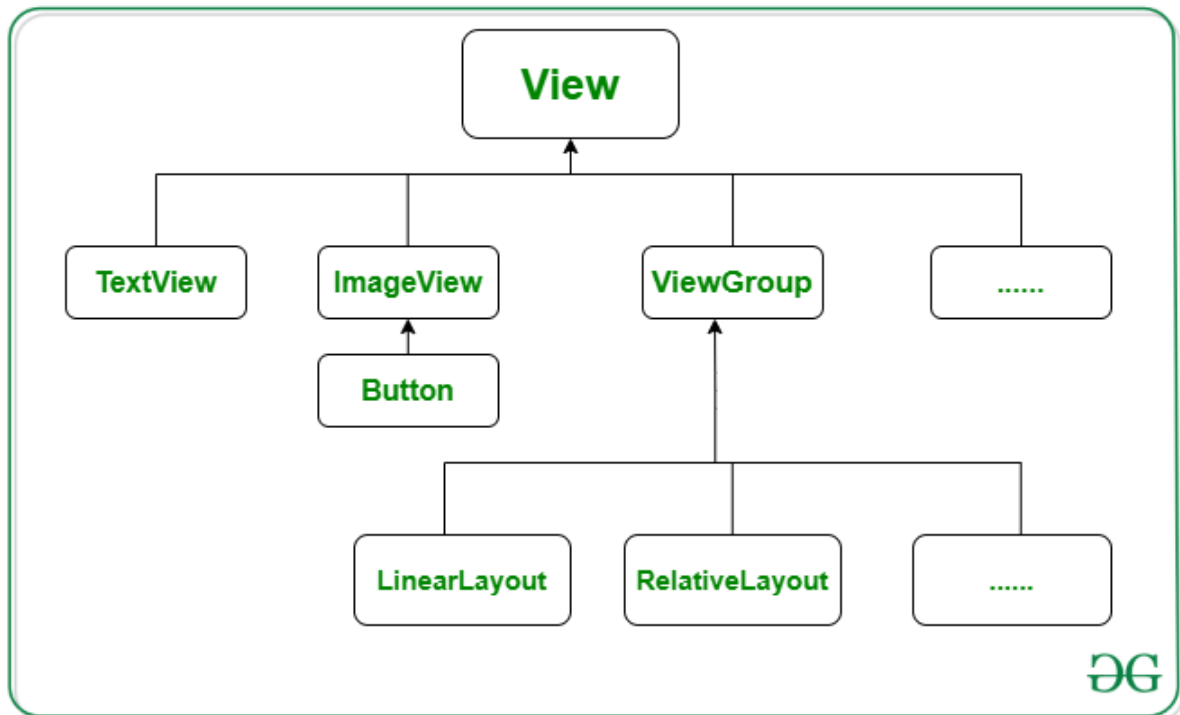 View
TextView
ImageView
ViewGroup
......
Button
LinearLayout
RelativeLayout
......